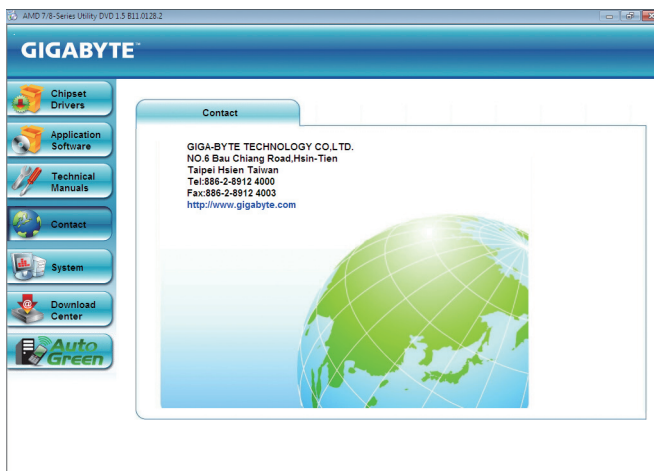 AMD 7/8-Series Utility DVD 1.5 B11.0128.2
GIGABYTE™
Chipset
Drivers
Application
Software
Technical
Manuals
Contact
System
Download
Center
Auto
Green
Contact
GIGA-BYTE TECHNOLOGY CO,LTD.
NO.6 Bau Chiang Road,Hsin-Tien
Taipei Hsien Taiwan
Tel:886-2-8912 4000
Fax:886-2-8912 4003
http://www.gigabyte.com